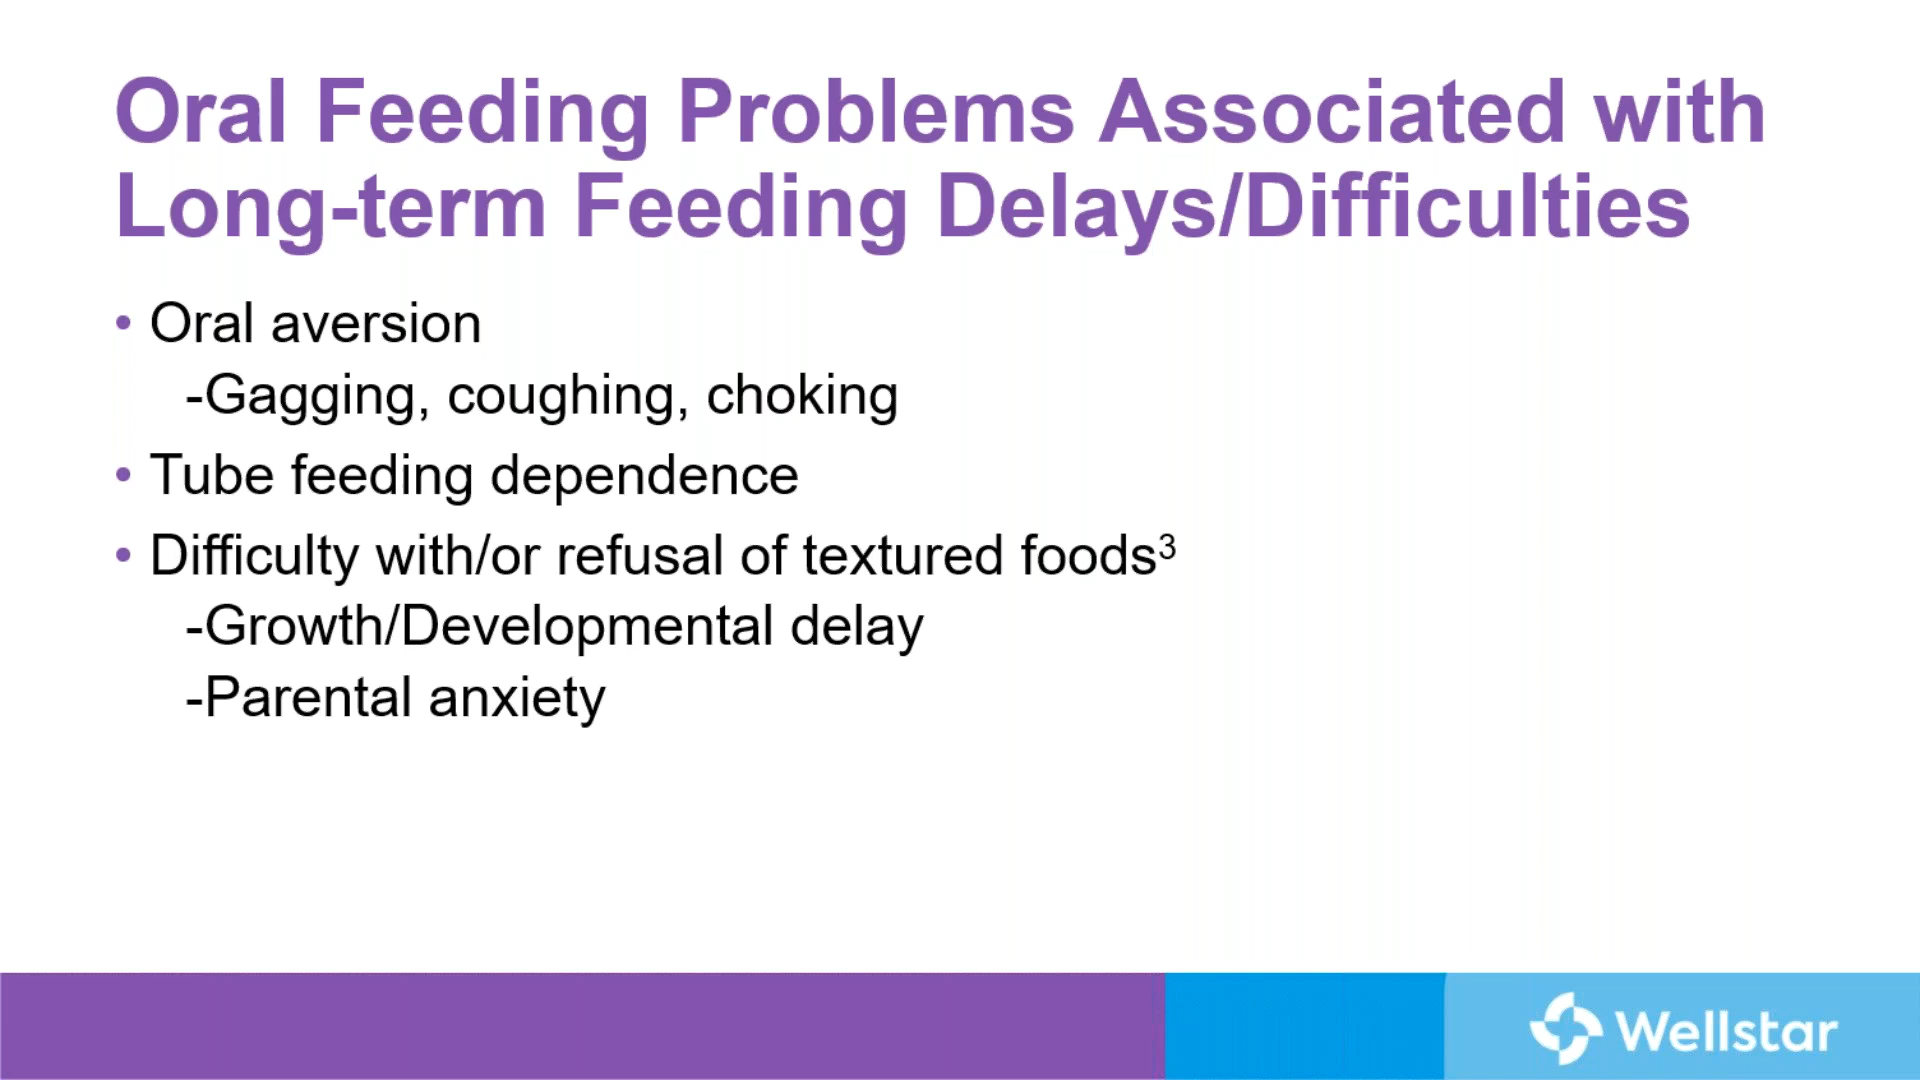 Oral Feeding Problems Associated with
Long-term Feeding Delays/Difficulties
• Oral aversion
-Gagging, coughing, choking
• Tube feeding dependence
• Difficulty with/or refusal of textured foods³
-Growth/Developmental delay
-Parental anxiety
Wellstar